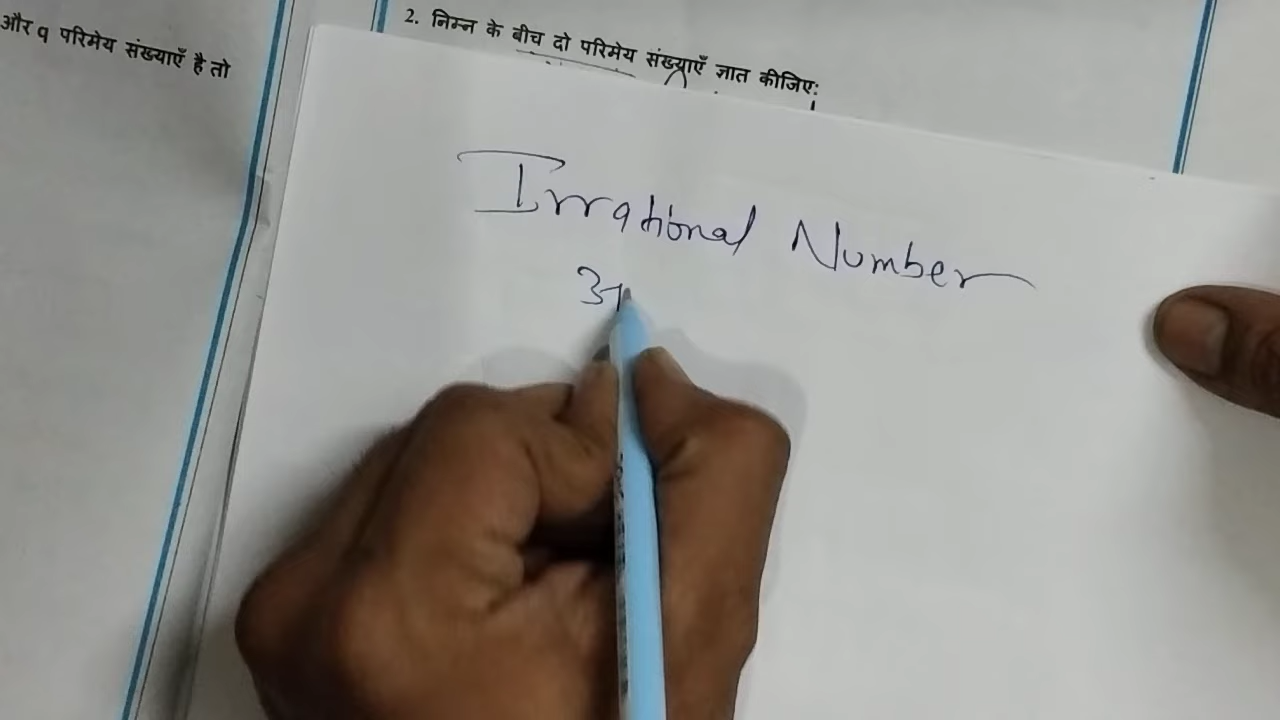 और q परिमेय संख्याएँ है तो
2. निम्न के बीच दो परिमेय संख्याएँ ज्ञात कीजिए:
Irrational Number